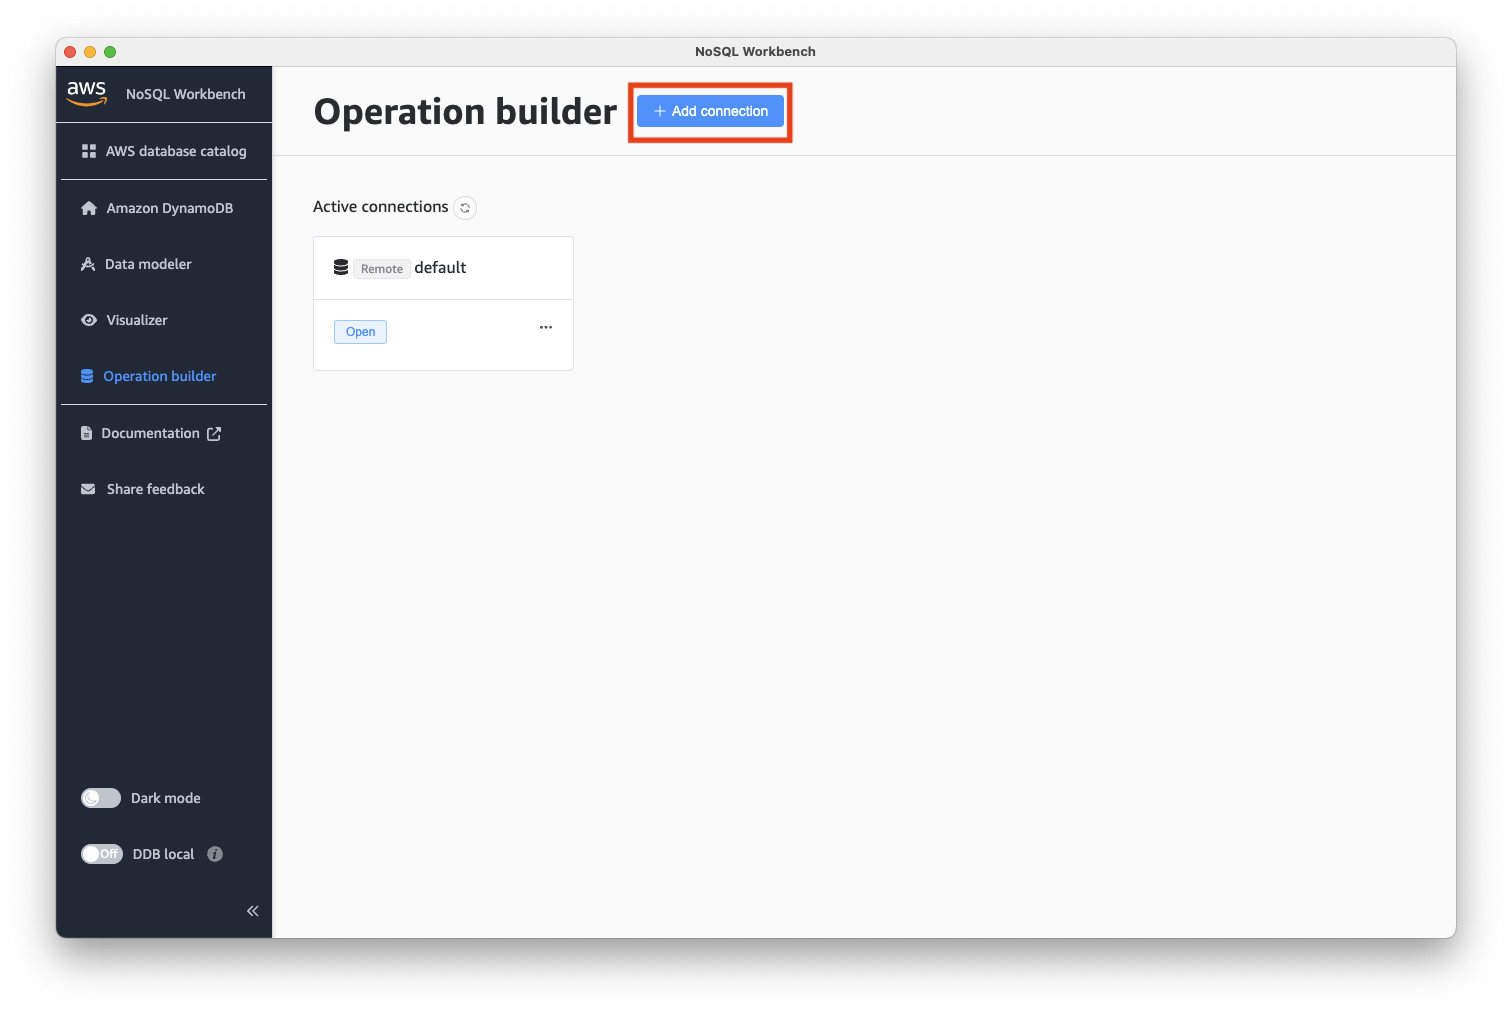 NoSQL Workbench
aws NoSQL Workbench
AWS database catalog
Amazon DynamoDB
Data modeler
Visualizer
Operation builder
Documentation
Share feedback
Dark mode
Off DDB local i
Operation builder + Add connection
Active connections
Remote default
Open ...